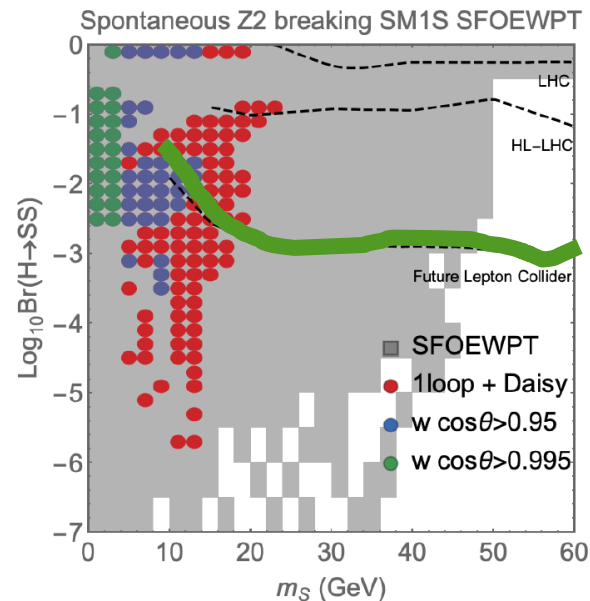 Spontaneous Z2 breaking SM1S SFOEWPT
0
LHC
-1
HL-LHC
-2
-3
Future Lepton Collider
Log₁₀Br(H→SS)
-4
SFOEWPT
1loop + Daisy
-5
w cosθ>0.95
-6
w cosθ>0.995
-7
0 10 20 30 40 50 60
mS (GeV)